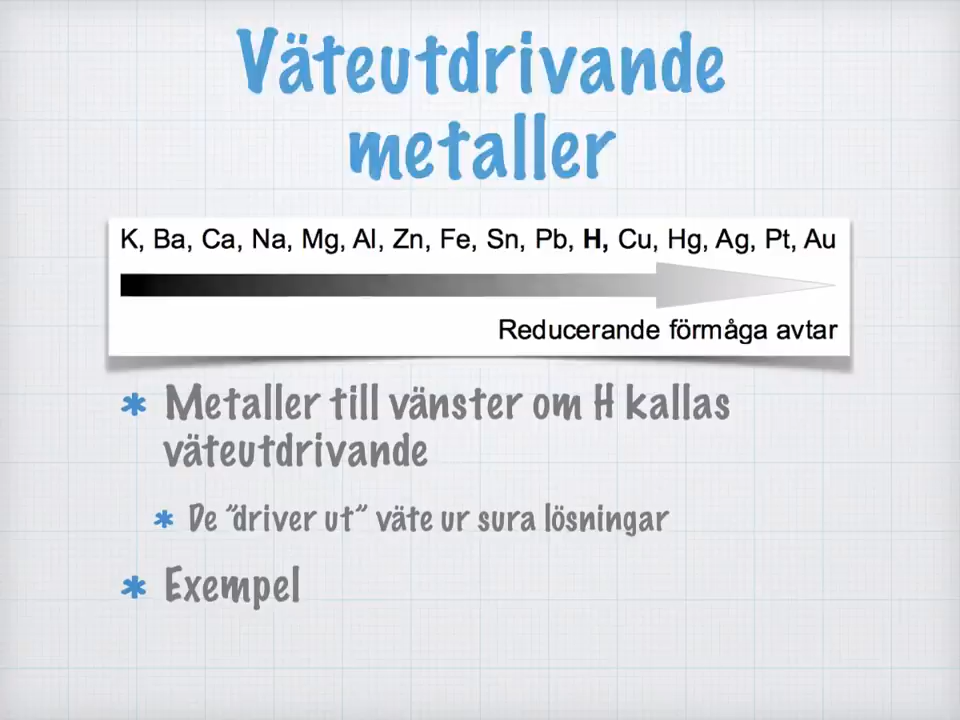 Väteutdrivande
metaller
K, Ba, Ca, Na, Mg, Al, Zn, Fe, Sn, Pb, H, Cu, Hg, Ag, Pt, Au
Reducerande förmåga avtar
Metaller till vänster om H kallas
väteutdrivande
De ”driver ut” väte ur sura lösningar
Exempel